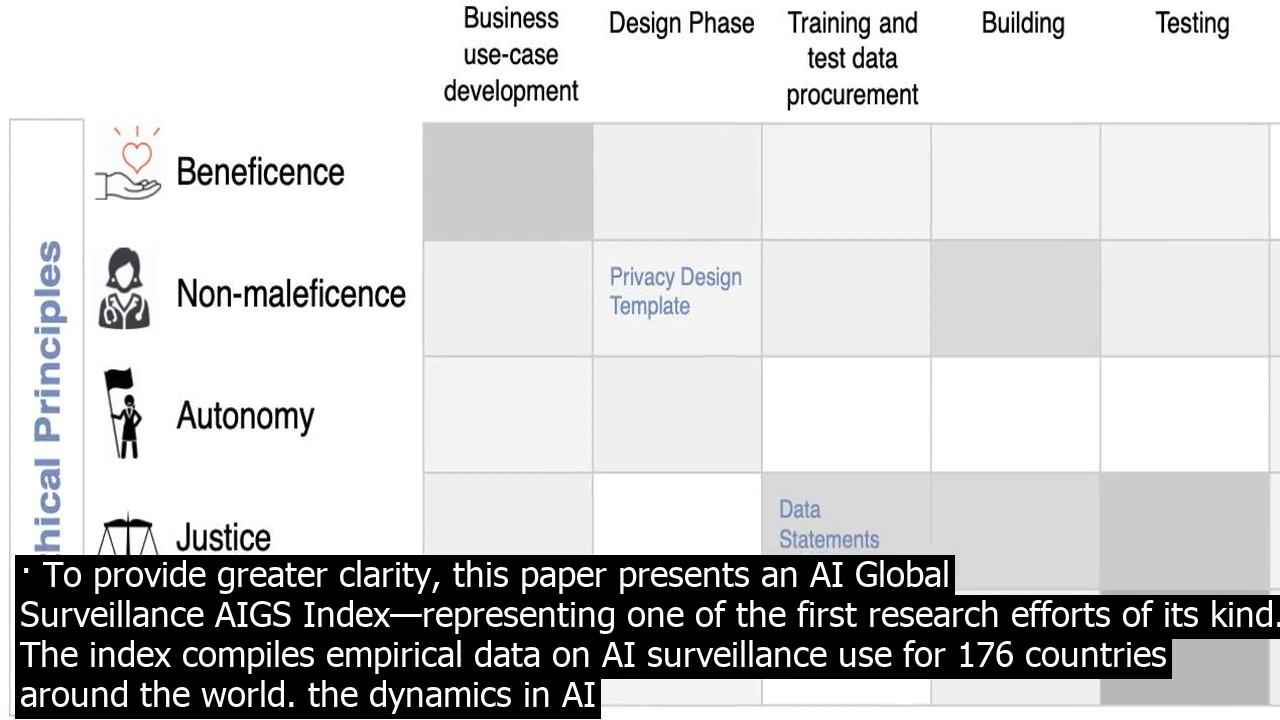 Business
use-case
development
Design Phase
Training and
test data
procurement
Building
Testing
Beneficence
Non-maleficence
Privacy Design
Template
Autonomy
Principles
Justice
Data
Statements
· To provide greater clarity, this paper presents an AI Global
Surveillance AIGS Index—representing one of the first research efforts of its kind.
The index compiles empirical data on AI surveillance use for 176 countries
around the world. the dynamics in AI